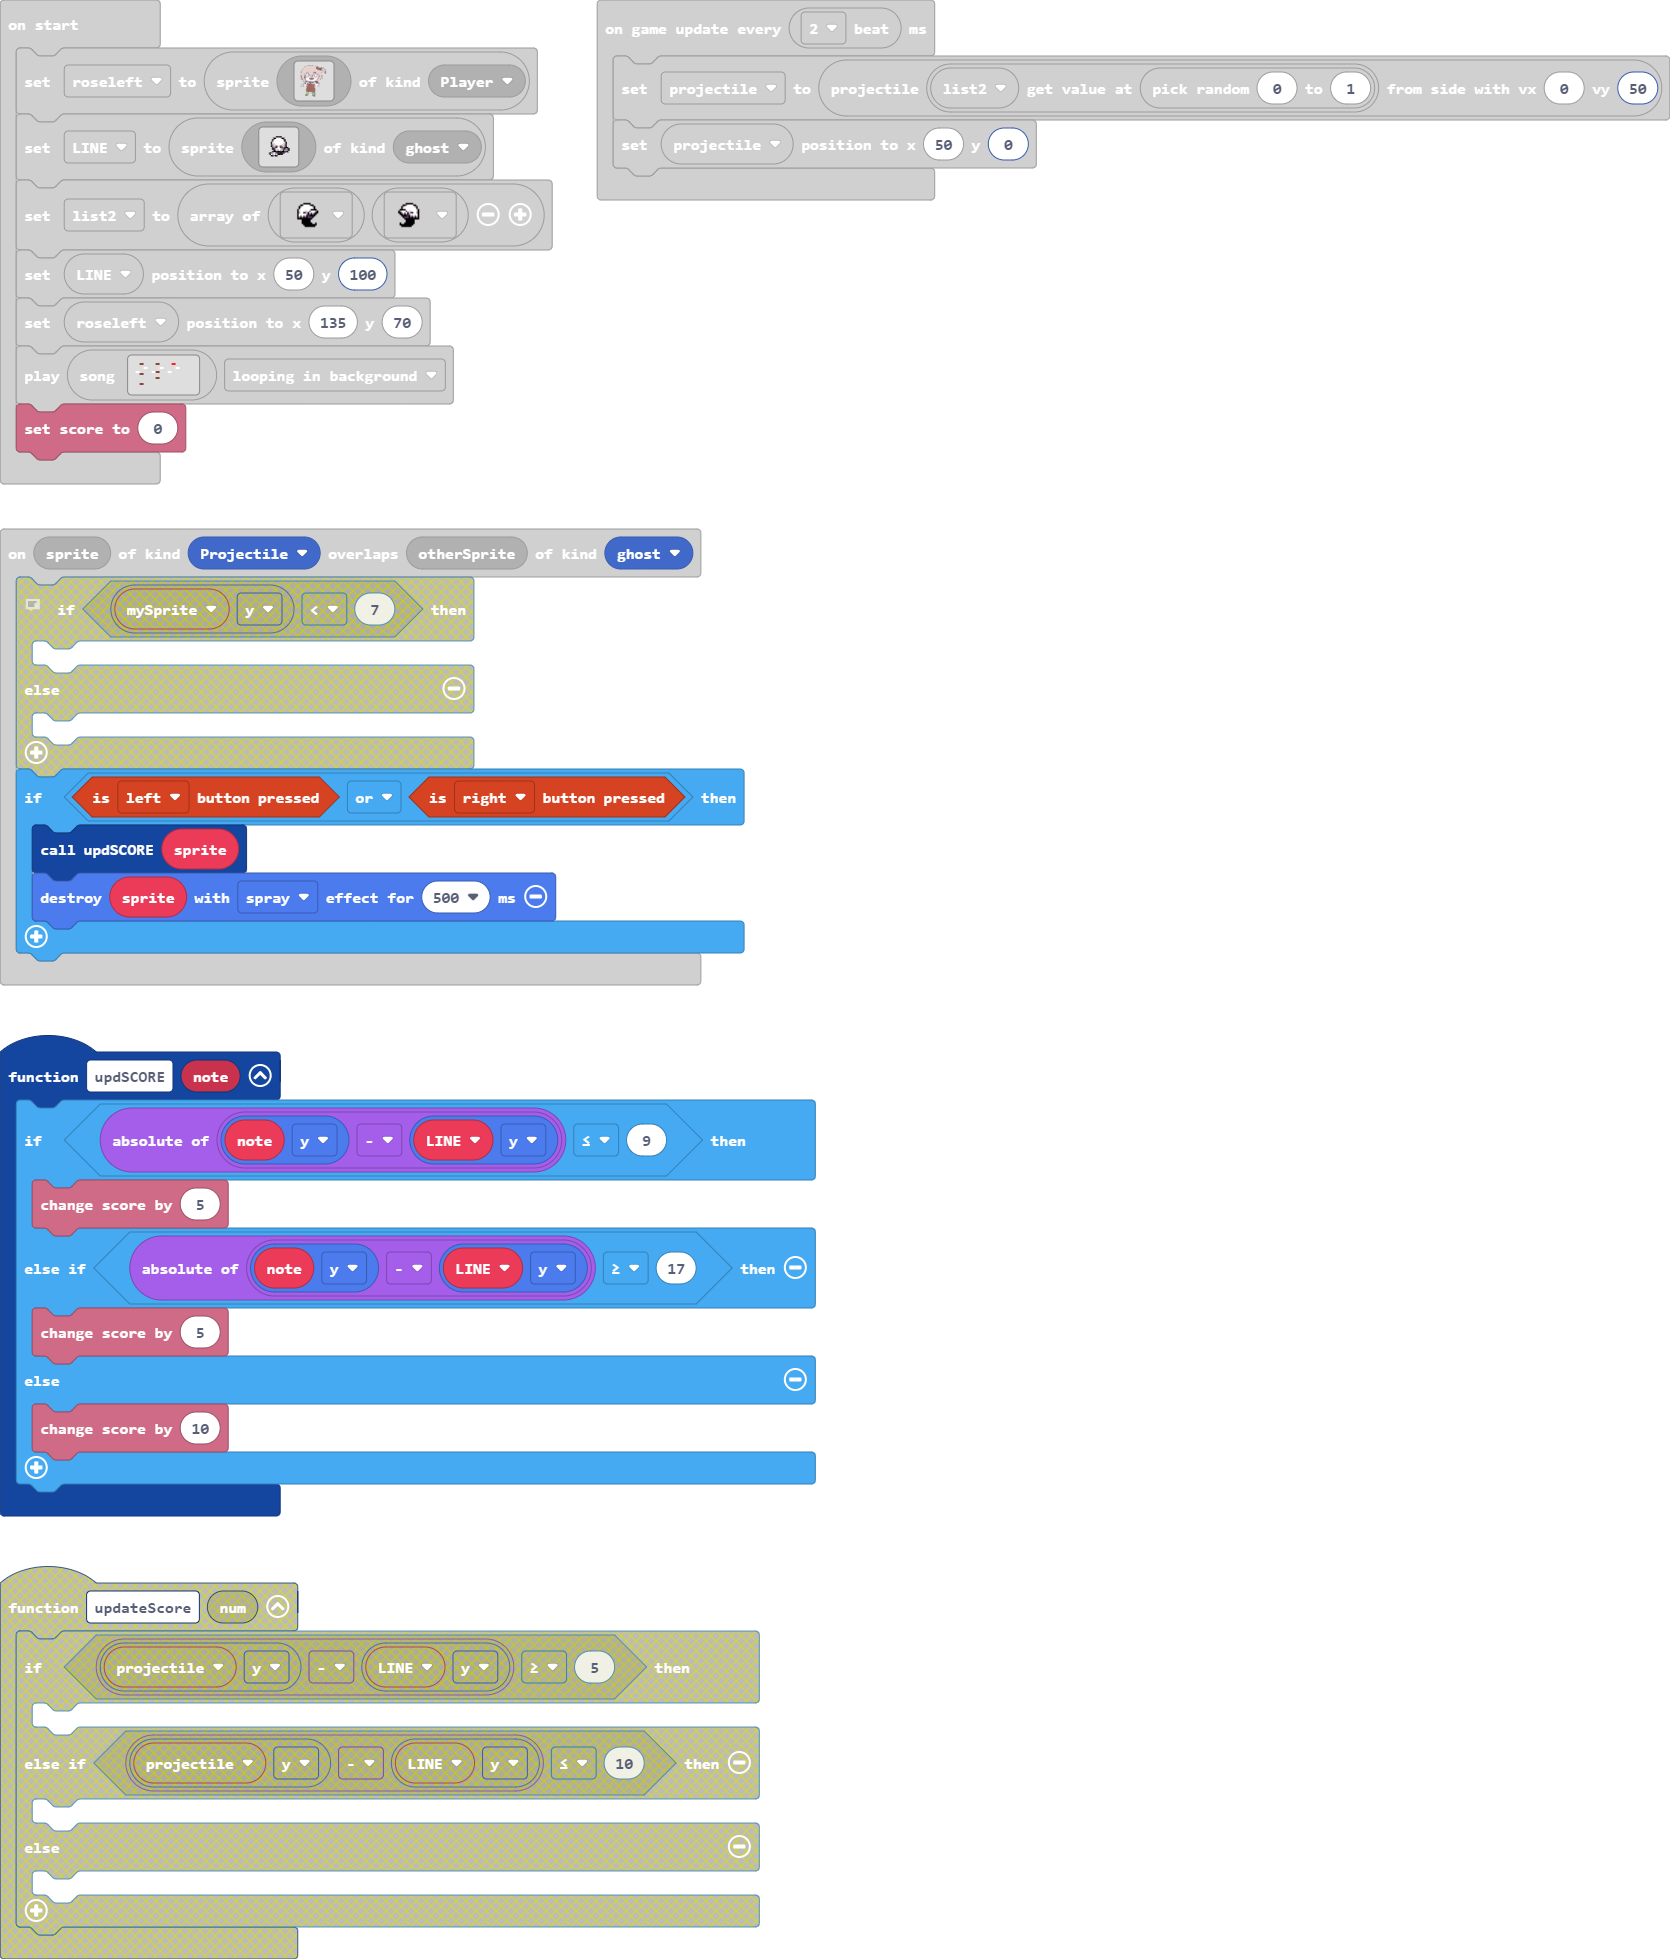 on start
set roseleft to sprite of kind Player
set LINE to sprite of kind ghost
set list2 to array of
set LINE position to x 50 y 100
set roseleft position to x 135 y 70
play song looping in background
set score to 0
on game update every 2 beat ms
set projectile to projectile list2 get value at pick random 0 to 1 from side with vx 0 vy 50
set projectile position to x 50 y 0
on sprite of kind Projectile overlaps otherSprite of kind ghost
if mySprite y < 7 then
else
if is left button pressed or is right button pressed then
call updSCORE sprite
destroy sprite with spray effect for 500 ms
function updSCORE note
if absolute of note y - LINE y ≤ 9 then
change score by 5
else if absolute of note y - LINE y ≥ 17 then
change score by 5
else
change score by 10
function updateScore num
if projectile y - LINE y ≥ 5 then
else if projectile y - LINE y ≤ 10 then
else